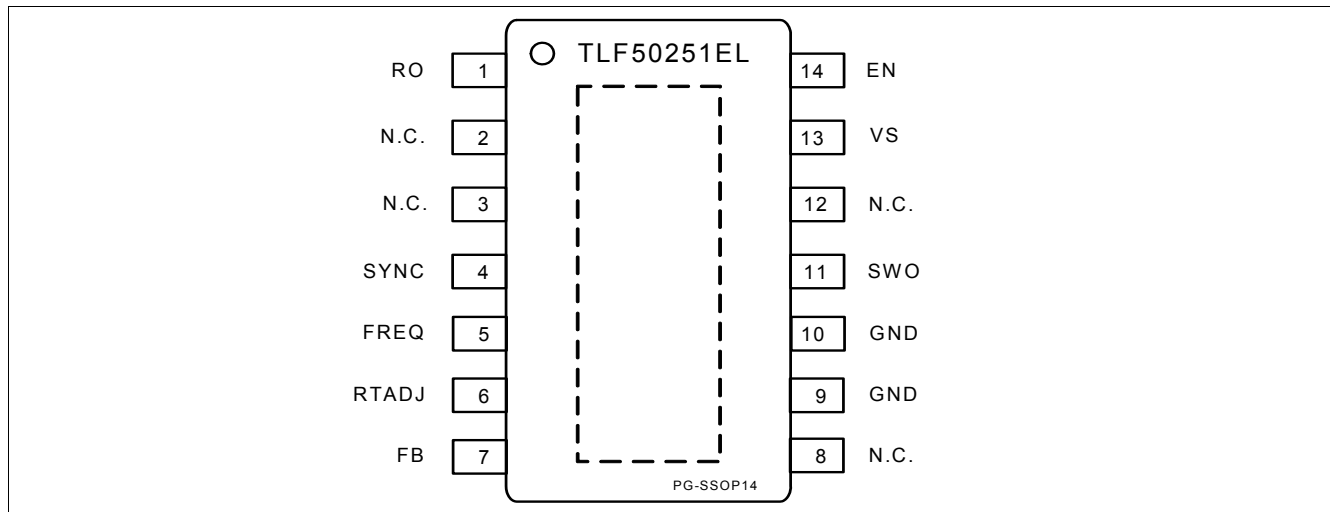 TLF50251EL
RO 1
14 EN
N.C. 2
13 VS
N.C. 3
12 N.C.
SYNC 4
11 SWO
FREQ 5
10 GND
RTADJ 6
9 GND
FB 7
8 N.C.
PG-SSOP14